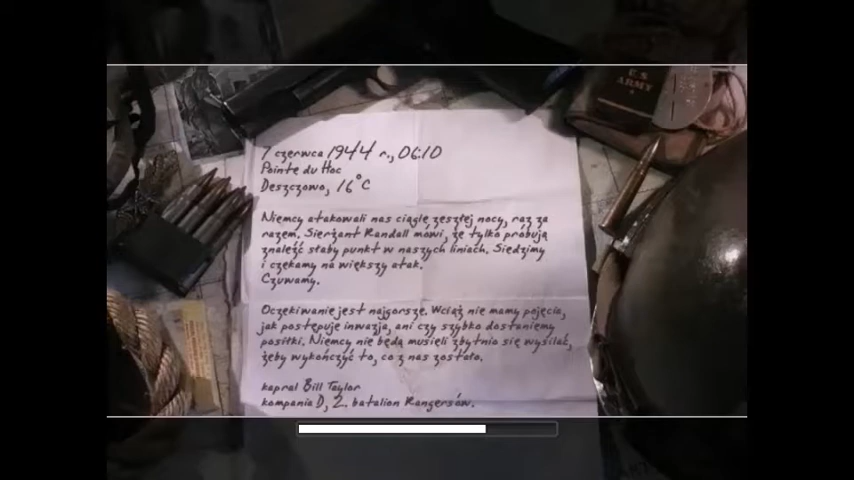 7 czerwca 1944 r., 06:10
Pointe du Hoc
Deszczowo, 16°C
Niemcy atakowali nas ciągle zeszłej nocy, raz za
razem. Sierżant Randall mówi, że tylko próbują
znaleźć słaby punkt w naszych liniach. Siedzimy
i czekamy na większy atak.
Czuwamy.
Oczekiwanie jest najgorsze. Wciąż nie mamy pojęcia,
jak postępuje inwazja, ani czy szybko dostaniemy
posiłki. Niemcy nie będą musieli zbytnio się wysilać,
żeby wykończyć to, co z nas zostało.
kapral Bill Taylor
kompania D, 2. batalion Rangersów.
U.S.
ARMY